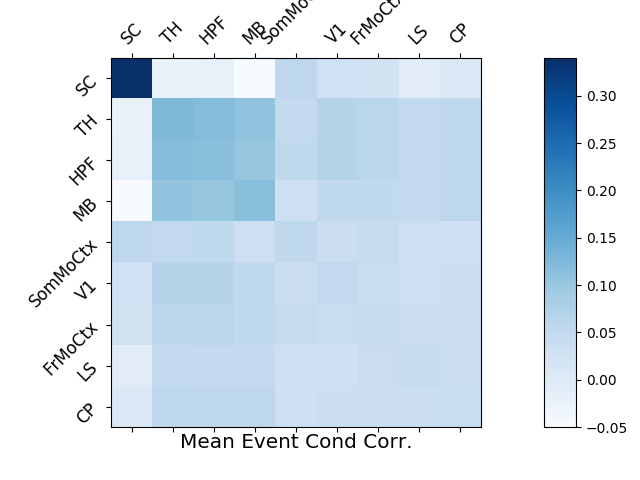 SC TH HPF MB SomMoCtx V1 FrMoCtx LS CP
SC
TH
HPF
MB
SomMoCtx
V1
FrMoCtx
LS
CP
0.30
0.25
0.20
0.15
0.10
0.05
0.00
−0.05
Mean Event Cond Corr.